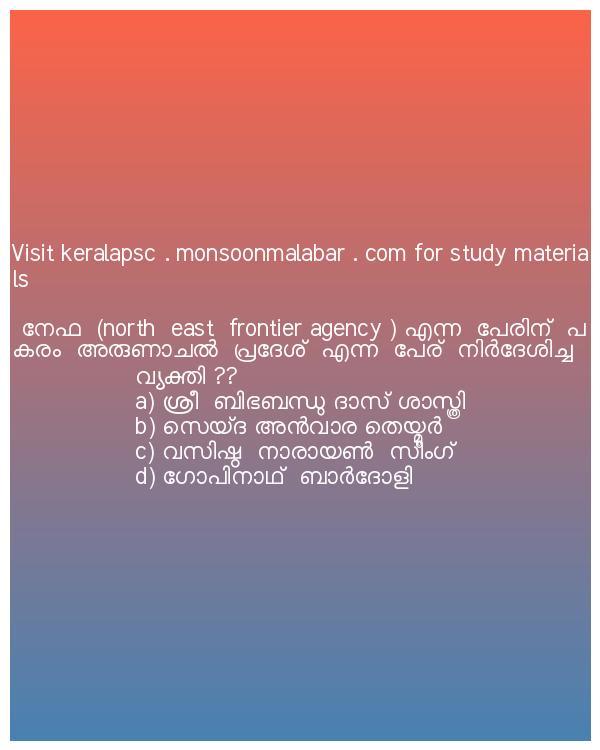 Visit keralapsc . monsoonmalabar . com for study materia
ls
നേഫ (north east frontier agency ) എന്ന പേരിന് പ
കരം അരുണാചൽ പ്രദേശ് എന്ന പേര് നിർദേശിച്ച
വ്യക്തി ??
a) ശ്രീ ബിഭബന്ധു ദാസ് ശാസ്ത്രി
b) സെയ്ദ അൻവാര തെയ്മൂർ
c) വസിഷ്ഠ നാരായൺ സിംഗ്
d) ഗോപിനാഥ് ബാർദോളി